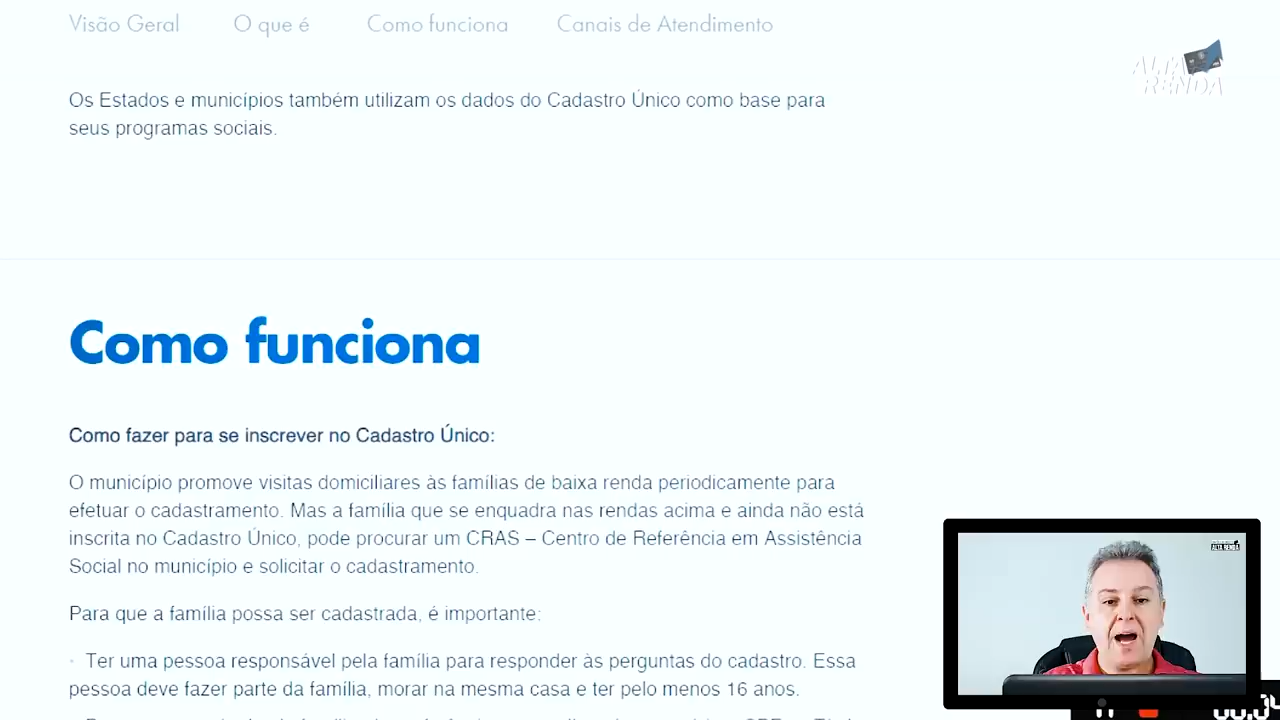 Visão Geral O que é Como funciona Canais de Atendimento
ALTA RENDA
Os Estados e municípios também utilizam os dados do Cadastro Único como base para
seus programas sociais.
Como funciona
Como fazer para se inscrever no Cadastro Único:
O município promove visitas domiciliares às famílias de baixa renda periodicamente para
efetuar o cadastramento. Mas a família que se enquadra nas rendas acima e ainda não está
inscrita no Cadastro Único, pode procurar um CRAS – Centro de Referência em Assistência
Social no município e solicitar o cadastramento.
Para que a família possa ser cadastrada, é importante:
· Ter uma pessoa responsável pela família para responder às perguntas do cadastro. Essa
pessoa deve fazer parte da família, morar na mesma casa e ter pelo menos 16 anos.
ALTA RENDA